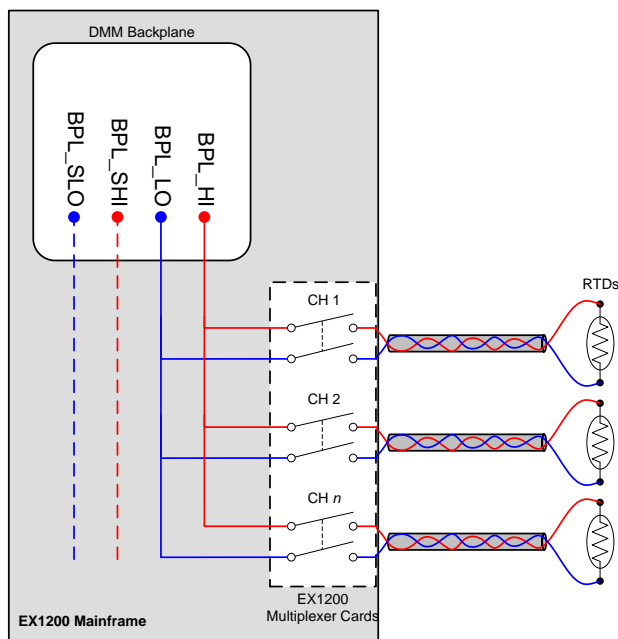 DMM Backplane
BPL_SLO
BPL_SHI
BPL_LO
BPL_HI
RTDs
CH 1
CH 2
CH n
EX1200
Multiplexer Cards
EX1200 Mainframe